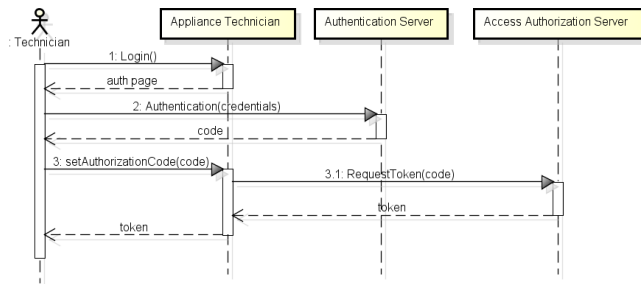 Appliance Technician
Authentication Server
Access Authorization Server
: Technician
1: Login()
auth page
2: Authentication(credentials)
code
3: setAuthorizationCode(code)
3.1: RequestToken(code)
token
token